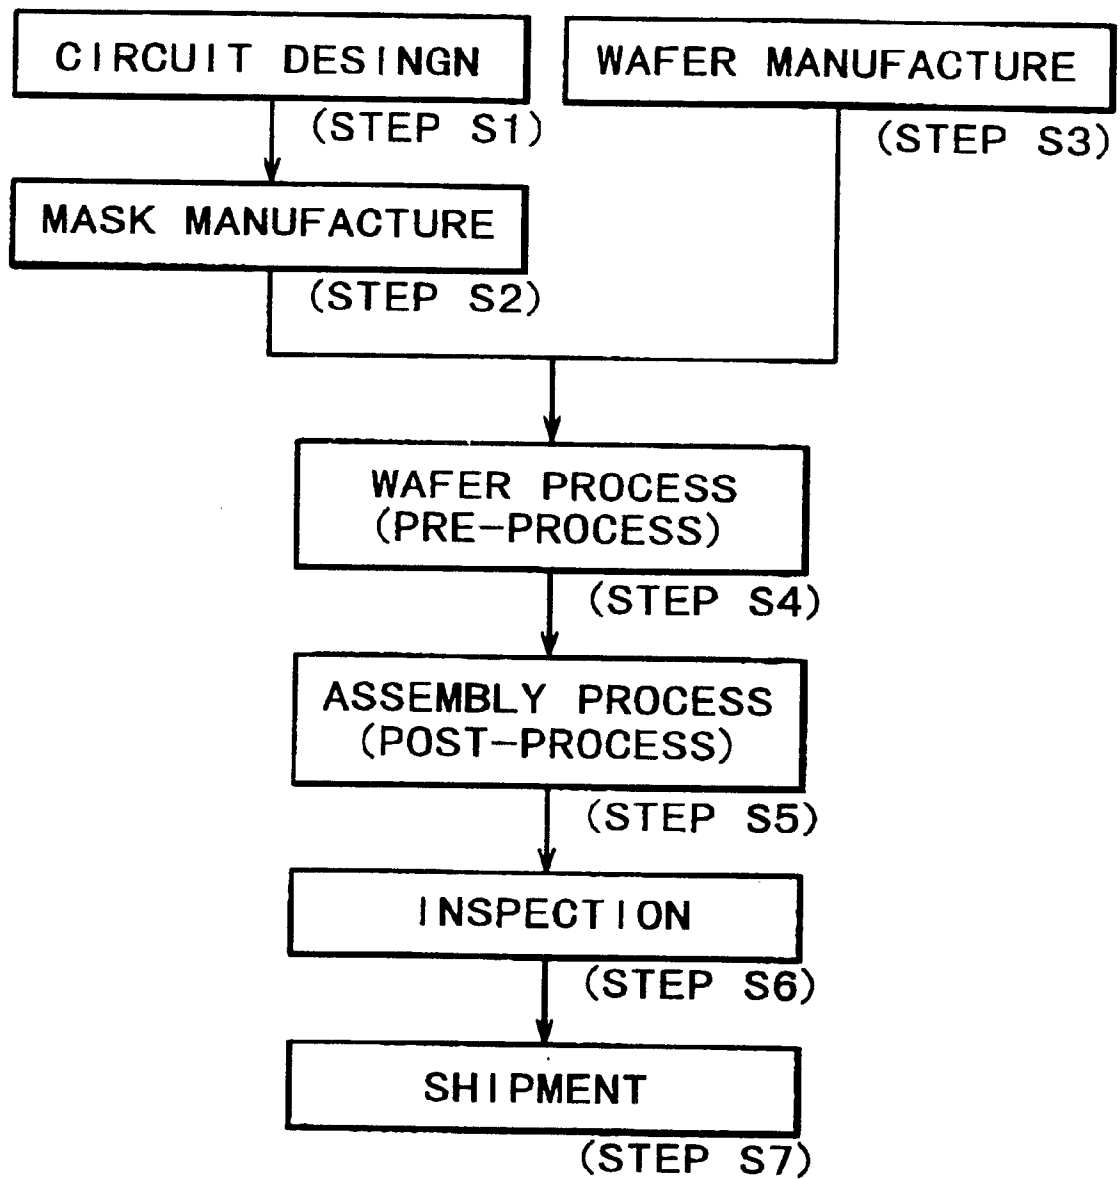 CIRCUIT DESINGN
(STEP S1)
WAFER MANUFACTURE
(STEP S3)
MASK MANUFACTURE
(STEP S2)
WAFER PROCESS
(PRE-PROCESS)
(STEP S4)
ASSEMBLY PROCESS
(POST-PROCESS)
(STEP S5)
INSPECTION
(STEP S6)
SHIPMENT
(STEP S7)